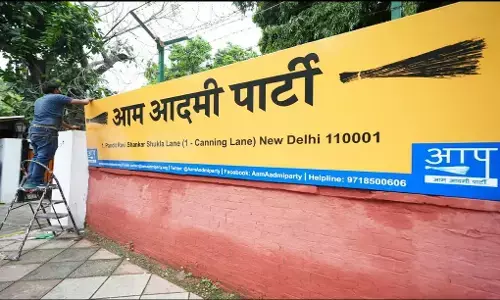 आम आदमी पार्टी
1, Pandit Ravi Shankar Shukla Lane (1 - Canning Lane) New Delhi 110001
@AamAadmiparty | Facebook: AamAadmiparty | Helpline: 9718500606
आप
आम आदमी पार्टी